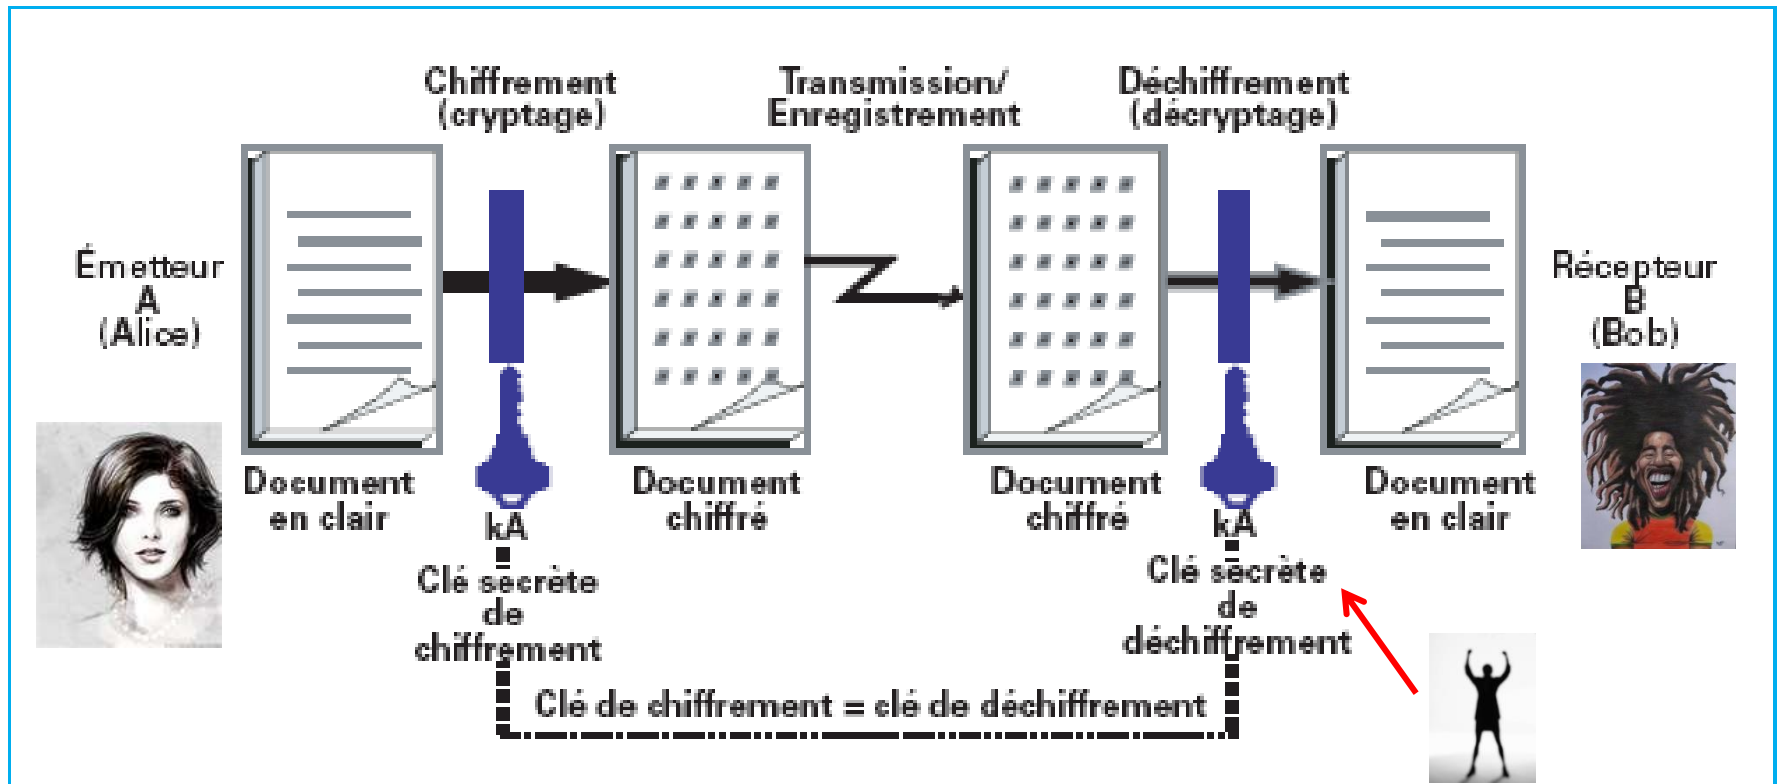 Chiffrement
(cryptage)
Transmission/
Enregistrement
Déchiffrement
(décryptage)
Émetteur
A
(Alice)
Récepteur
B
(Bob)
Document
en clair
kA
Document
chiffré
Document
chiffré
kA
Document
en clair
Clé secrète
de
chiffrement
Clé secrète
de
déchiffrement
Clé de chiffrement = clé de déchiffrement